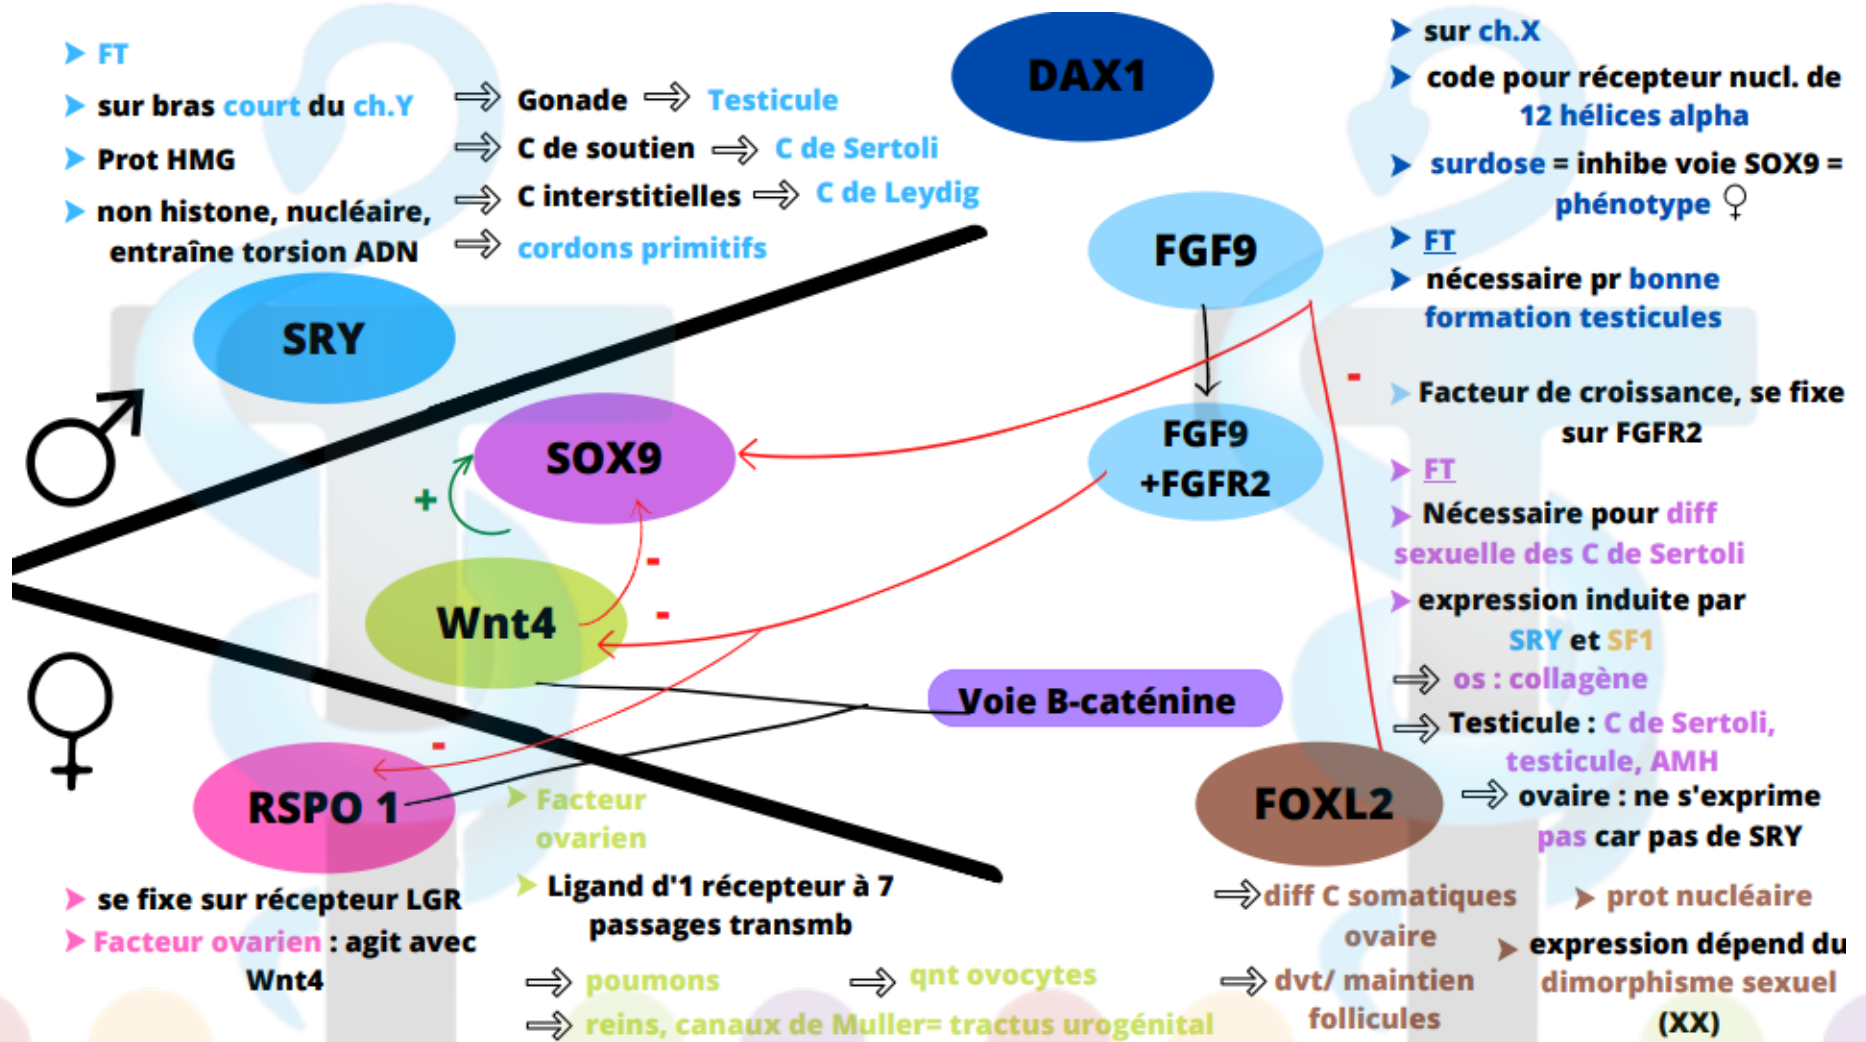 FT
sur bras court du ch.Y
Prot HMG
non histone, nucléaire,
entraîne torsion ADN
Gonade
Testicule
C de soutien
C de Sertoli
C interstitielles
C de Leydig
cordons primitifs
SRY
DAX1
sur ch.X
code pour récepteur nucl. de
12 hélices alpha
surdose = inhibe voie SOX9 =
phénotype ♀
FT
nécessaire pr bonne
formation testicules
FGF9
FGF9
+FGFR2
-
Facteur de croissance, se fixe
sur FGFR2
SOX9
+
-
-
Wnt4
FT
Nécessaire pour diff
sexuelle des C de Sertoli
expression induite par
SRY et SF1
os : collagène
Testicule : C de Sertoli,
testicule, AMH
ovaire : ne s'exprime
pas car pas de SRY
Voie B-caténine
-
RSPO 1
se fixe sur récepteur LGR
Facteur ovarien : agit avec
Wnt4
Facteur
ovarien
Ligand d'1 récepteur à 7
passages transmb
poumons
qnt ovocytes
reins, canaux de Muller= tractus urogénital
FOXL2
diff C somatiques
ovaire
dvt/ maintien
follicules
prot nucléaire
expression dépend du
dimorphisme sexuel
(XX)